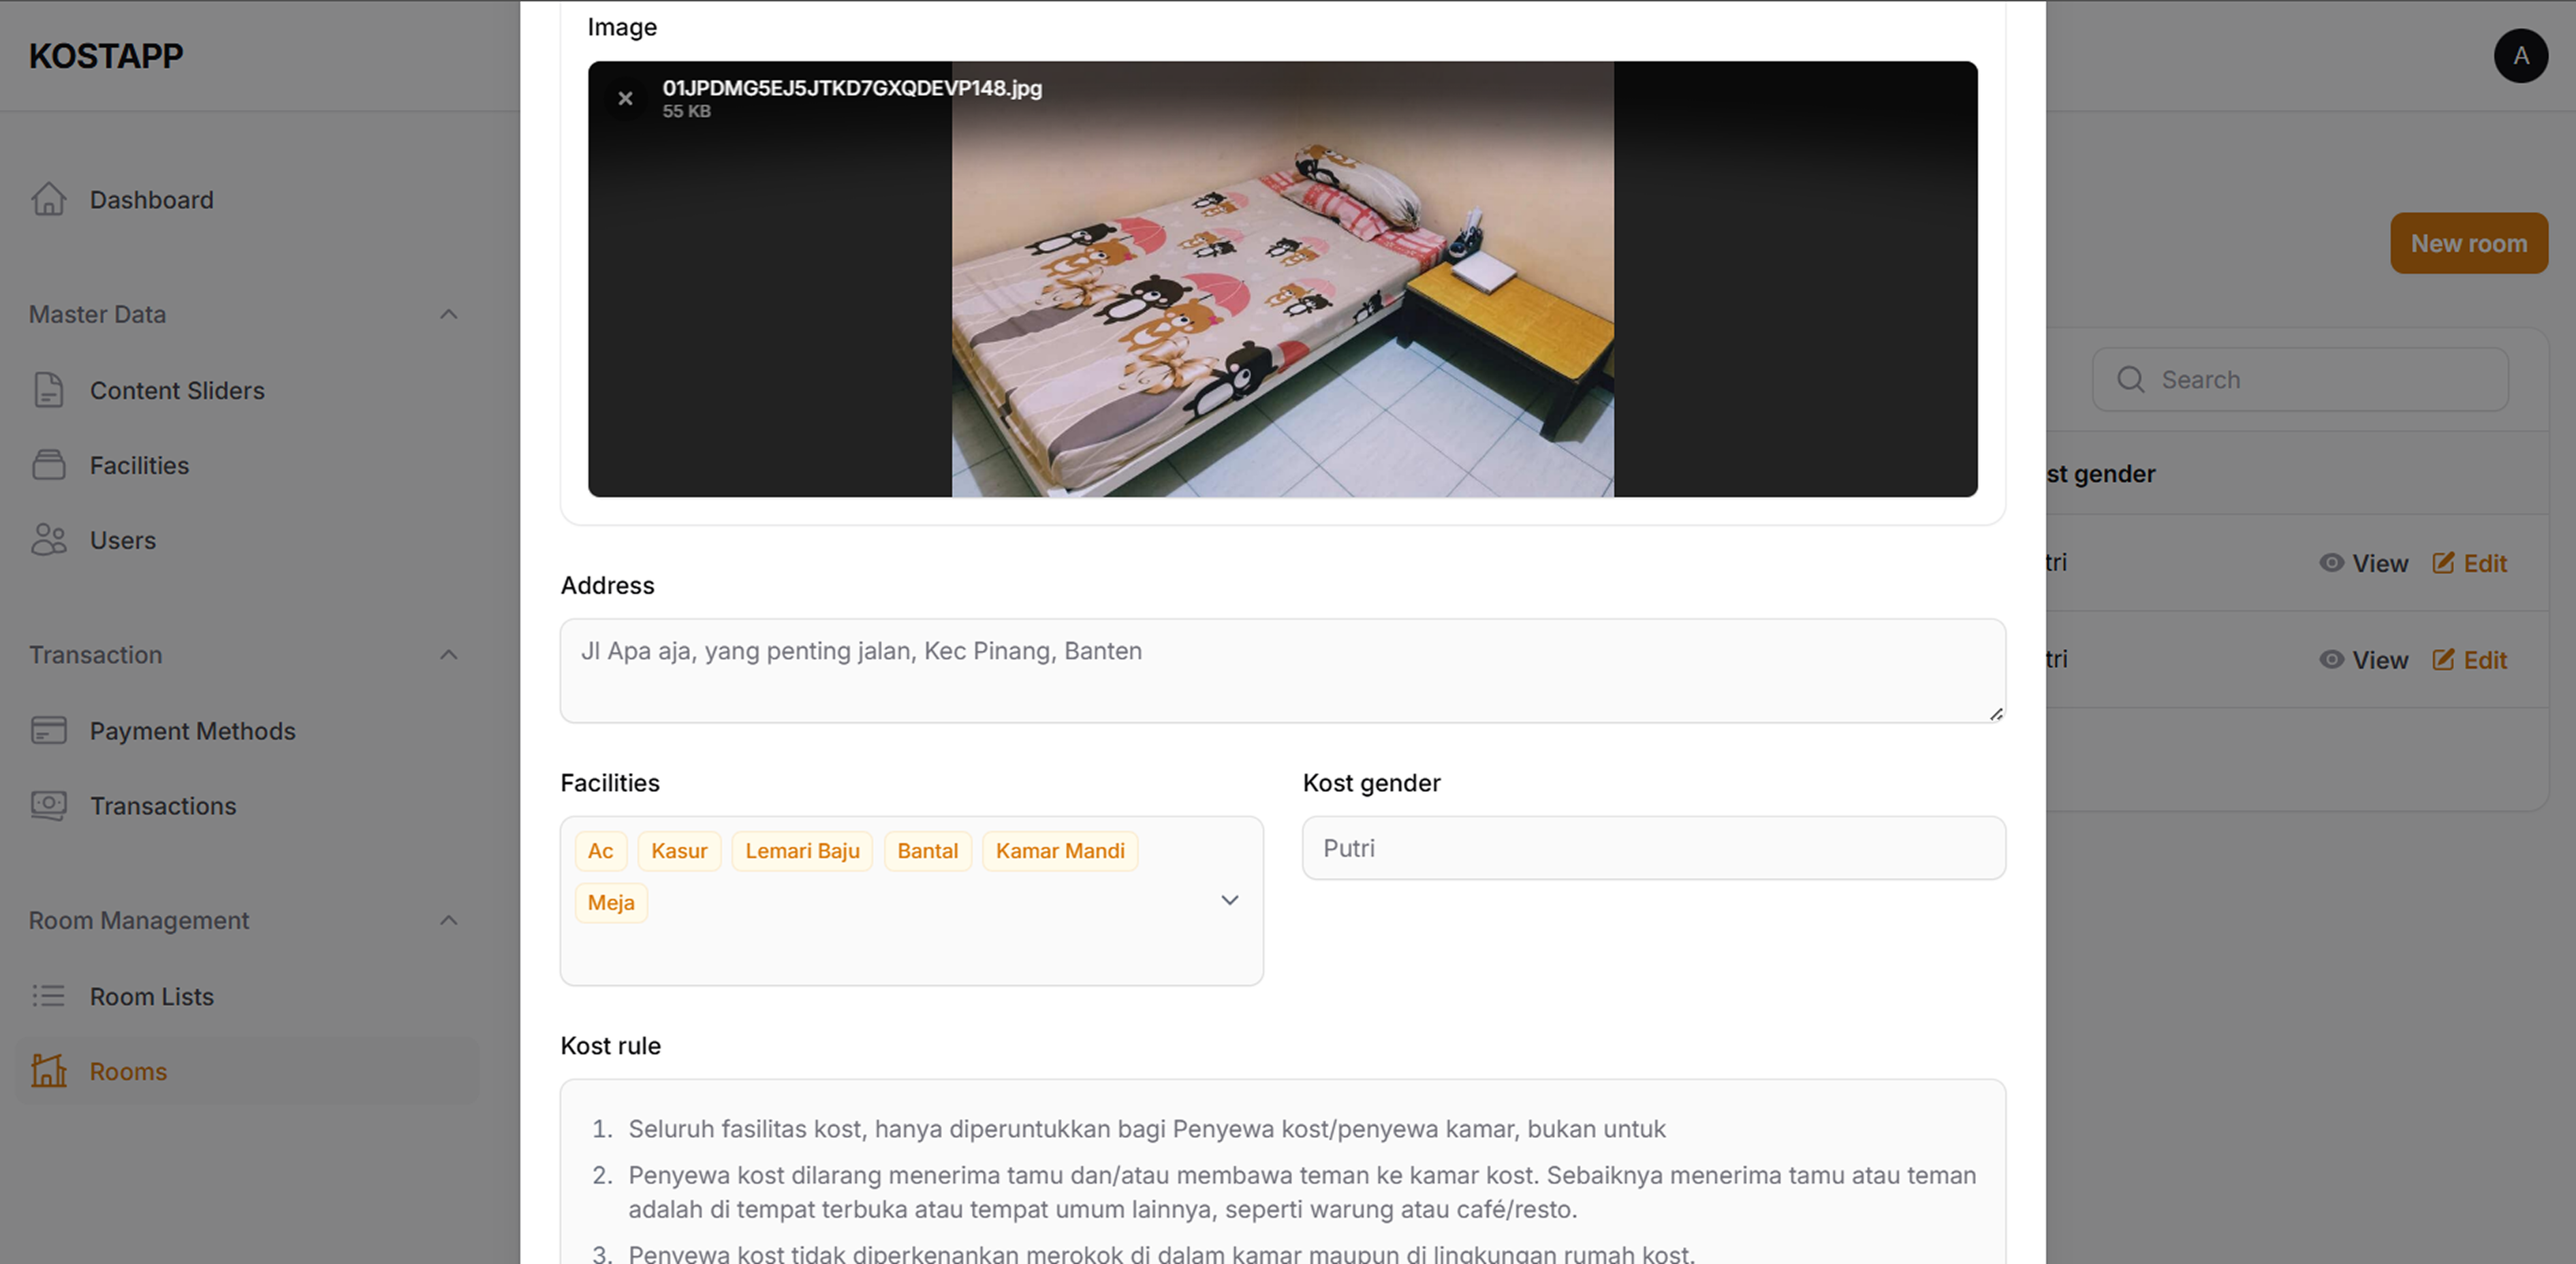 KOSTAPP
Dashboard
Master Data
Content Sliders
Facilities
Users
Transaction
Payment Methods
Transactions
Room Management
Room Lists
Rooms
Image
01JPDMG5EJ5JTKD7GXQDEVP148.jpg
55 KB
Address
Jl Apa aja, yang penting jalan, Kec Pinang, Banten
Facilities
Ac Kasur Lemari Baju Bantal Kamar Mandi
Meja
Kost gender
Putri
Kost rule
1. Seluruh fasilitas kost, hanya diperuntukkan bagi Penyewa kost/penyewa kamar, bukan untuk
2. Penyewa kost dilarang menerima tamu dan/atau membawa teman ke kamar kost. Sebaiknya menerima tamu atau teman
adalah di tempat terbuka atau tempat umum lainnya, seperti warung atau café/resto.
3. Penyewa kost tidak diperkenankan merokok di dalam kamar maupun di lingkungan rumah kost.
A
New room
Search
st gender
tri View Edit
tri View Edit